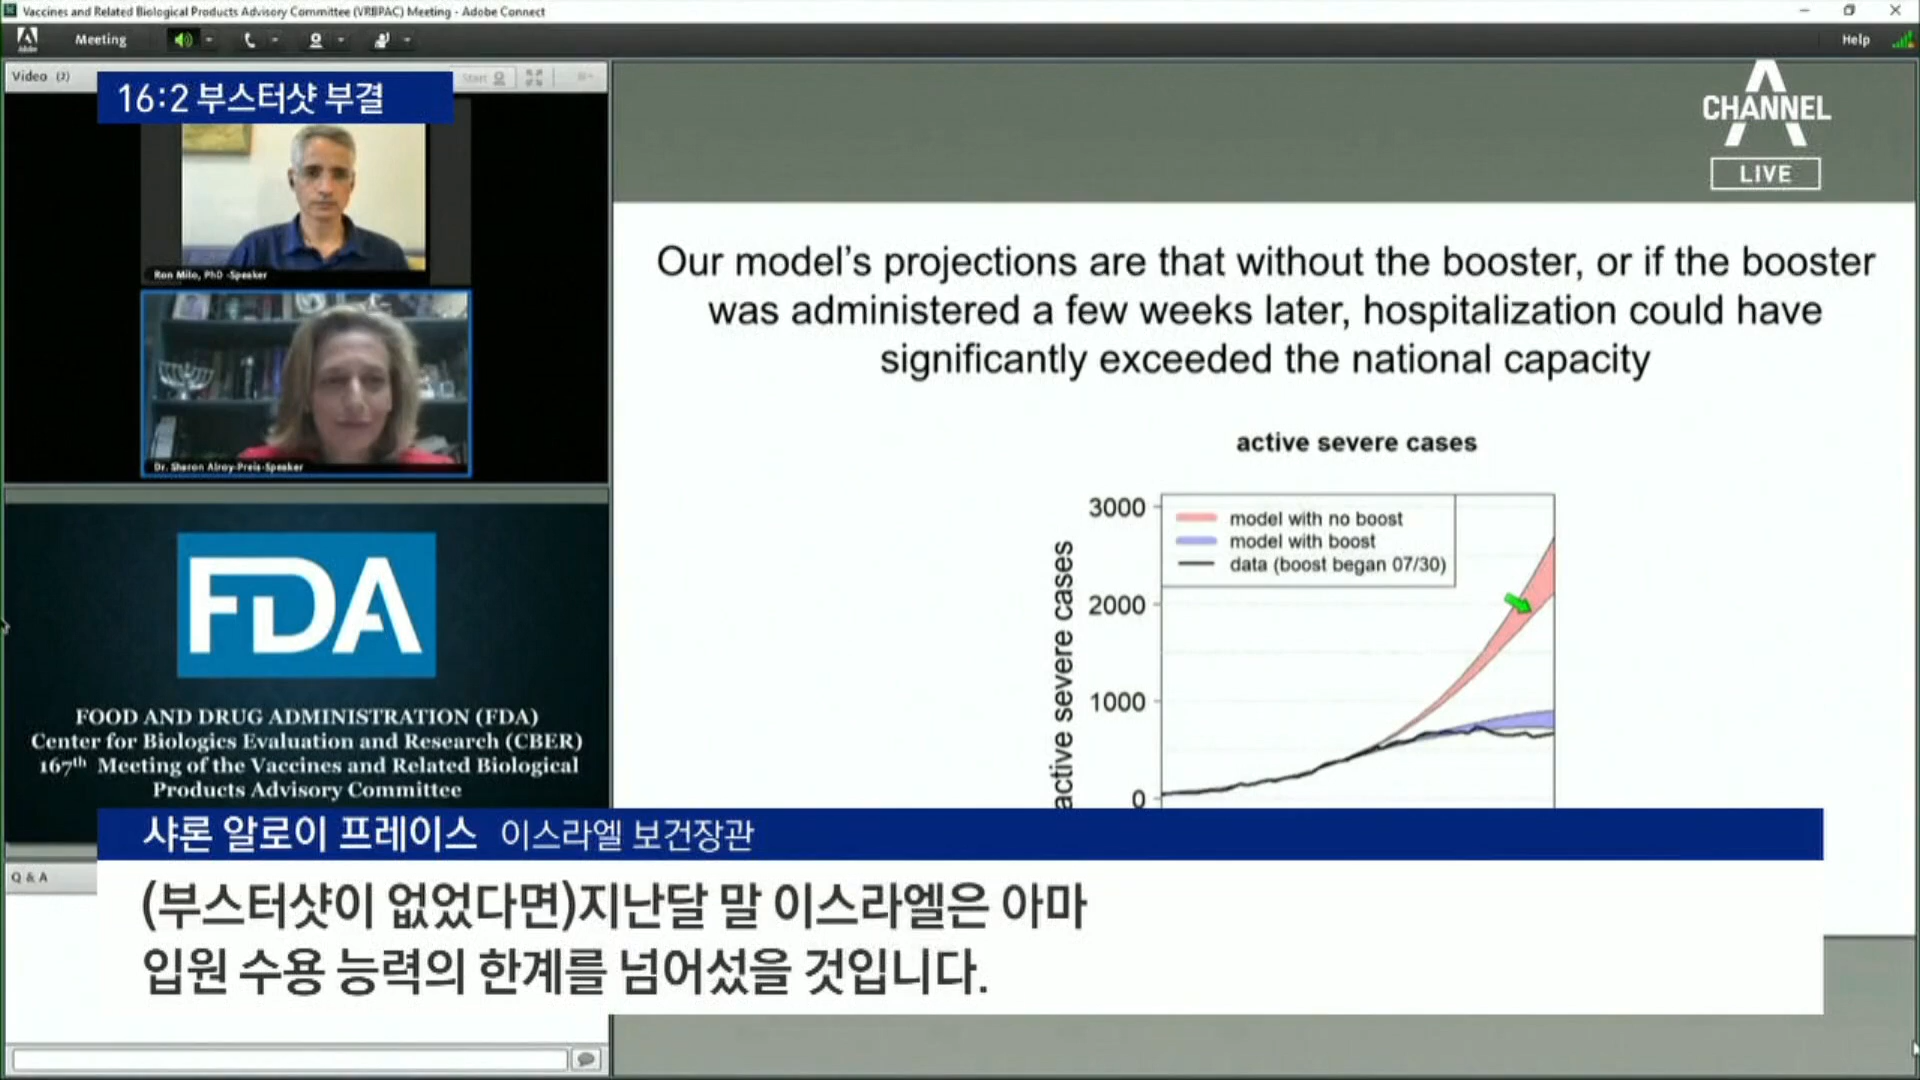 Vaccines and Related Biological Products Advisory Committee (VRBPAC) Meeting - Adobe Connect
Adobe
Meeting
Help
Video (2)
Start
16:2 부스터샷 부결
Ron Milo, PhD -Speaker
Dr. Sharon Alroy-Preis-Speaker
FDA
FOOD AND DRUG ADMINISTRATION (FDA)
Center for Biologics Evaluation and Research (CBER)
167th Meeting of the Vaccines and Related Biological
Products Advisory Committee
CHANNEL A
LIVE
Our model's projections are that without the booster, or if the booster
was administered a few weeks later, hospitalization could have
significantly exceeded the national capacity
active severe cases
active severe cases
3000
2000
1000
0
model with no boost
model with boost
data (boost began 07/30)
샤론 알로이 프레이스 이스라엘 보건장관
Q & A
(부스터샷이 없었다면)지난달 말 이스라엘은 아마
입원 수용 능력의 한계를 넘어섰을 것입니다.